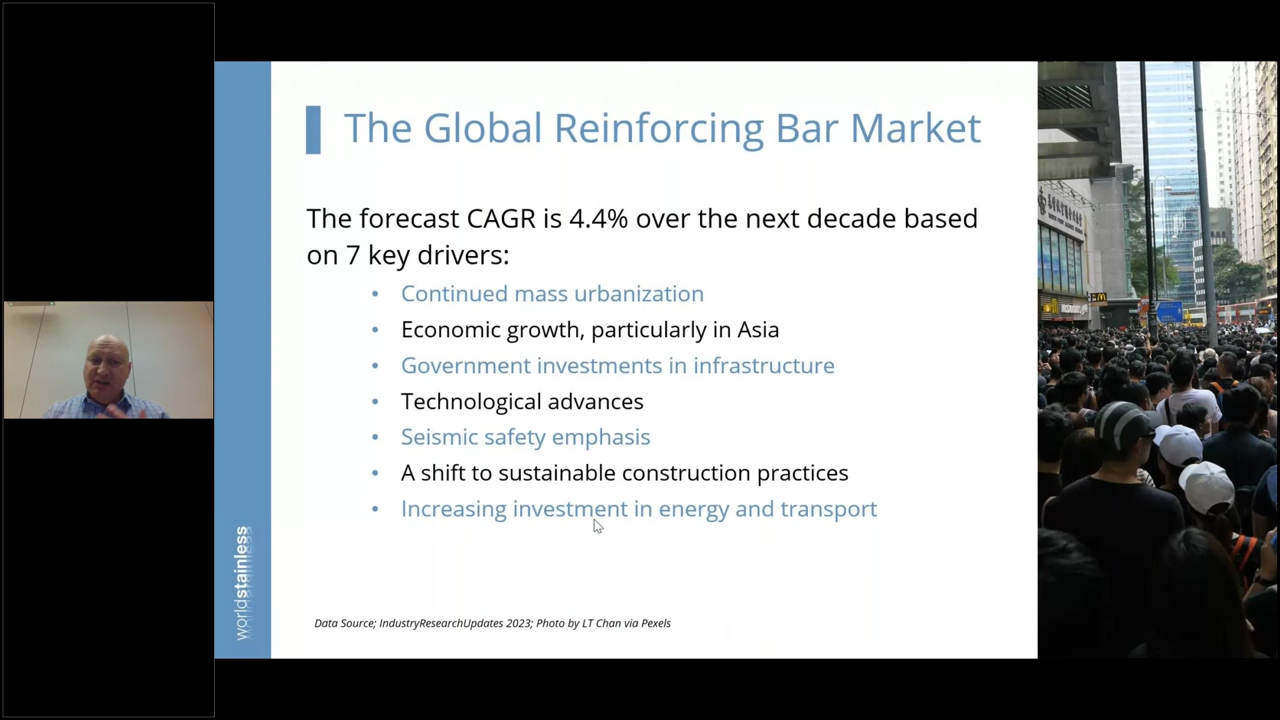 The Global Reinforcing Bar Market
The forecast CAGR is 4.4% over the next decade based
on 7 key drivers:
• Continued mass urbanization
• Economic growth, particularly in Asia
• Government investments in infrastructure
• Technological advances
• Seismic safety emphasis
• A shift to sustainable construction practices
• Increasing investment in energy and transport
Data Source; IndustryResearchUpdates 2023; Photo by LT Chan via Pexels
worldstainless